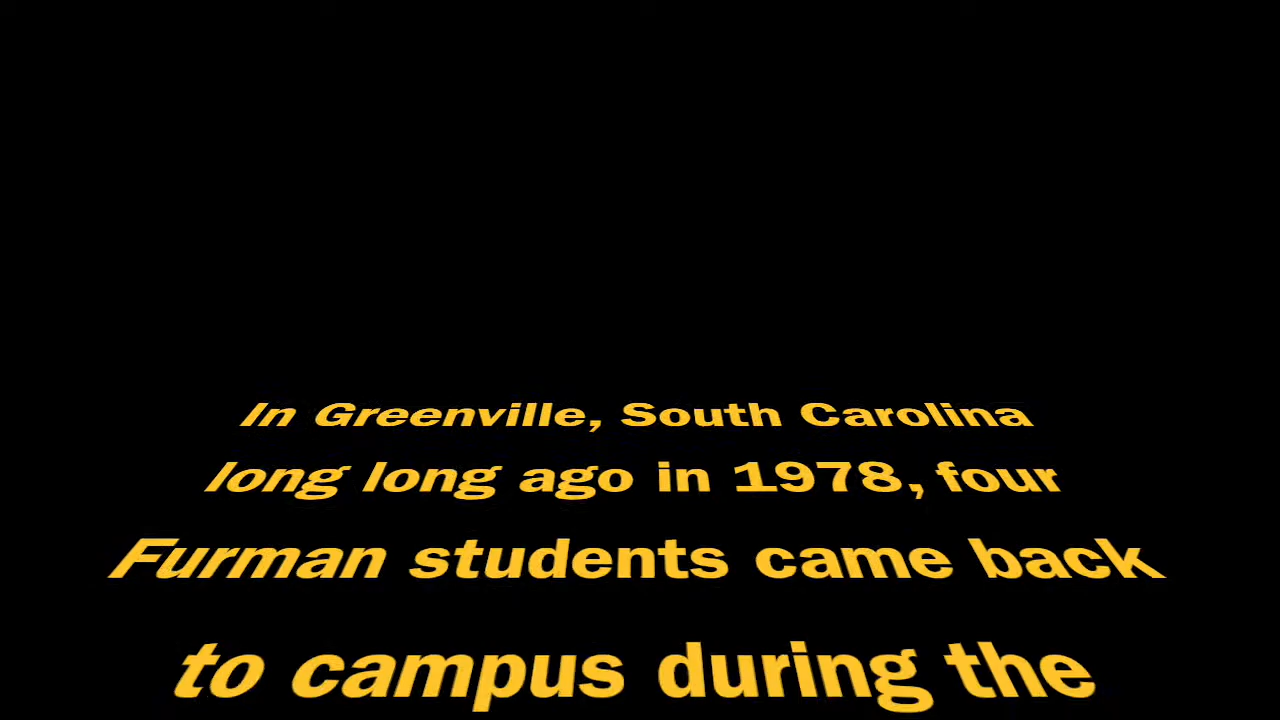 In Greenville, South Carolina
long long ago in 1978, four
Furman students came back
to campus during the